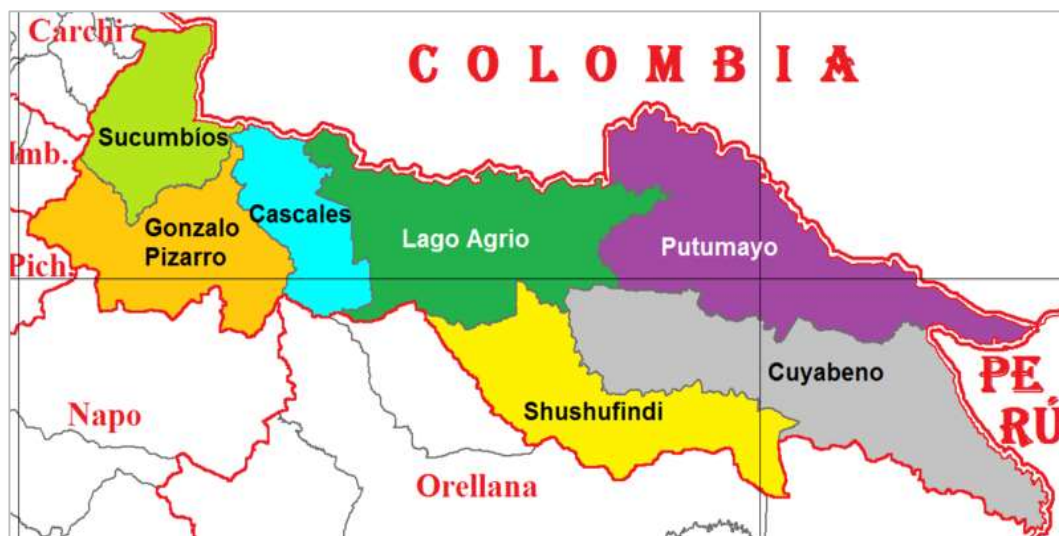 Carchi
COLOMBIA
Sucumbíos
Imb..
Cascales
Gonzalo
Pizarro
Lago Agrio
Putumayo
Pich.
Cuyabeno
PE
RÚ
Shushufindi
Napo
Orellana